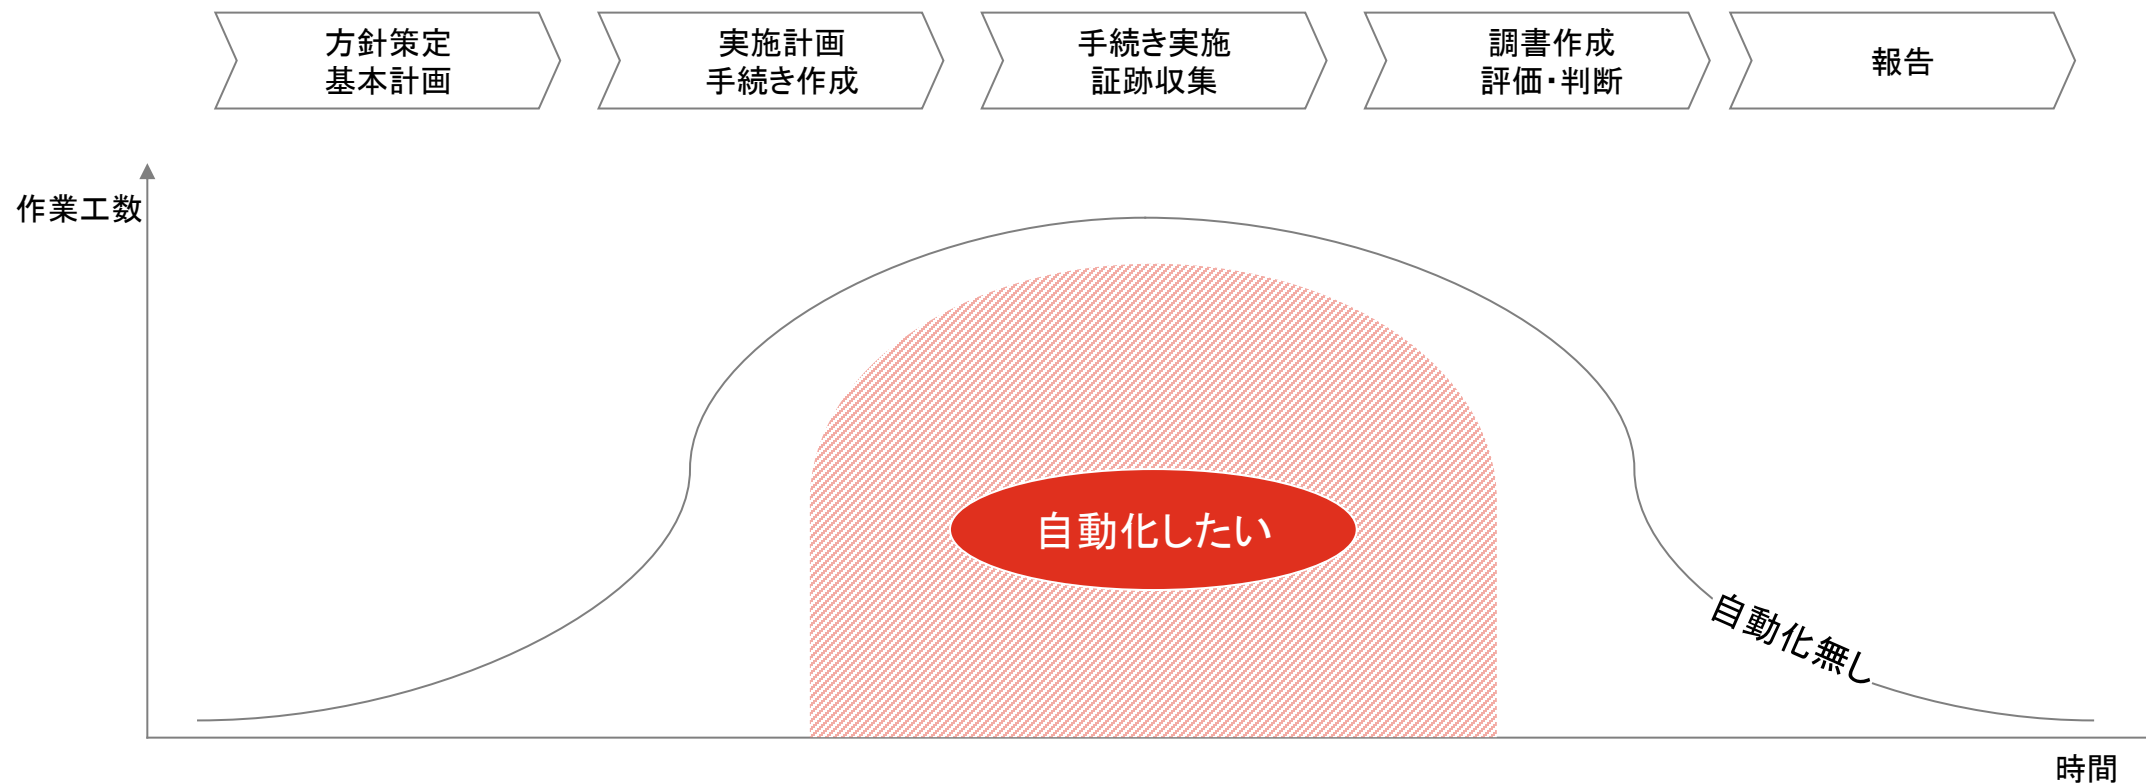 方針策定
基本計画
実施計画
手続き作成
手続き実施
証跡収集
調書作成
評価・判断
報告
作業工数
自動化したい
自動化無し
時間